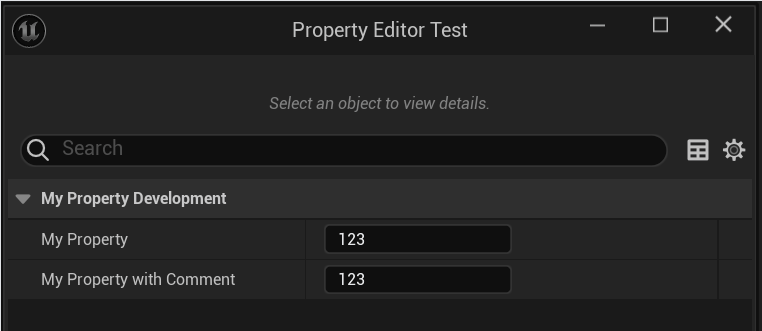 Property Editor Test
Select an object to view details.
Search
My Property Development
My Property 123
My Property with Comment 123